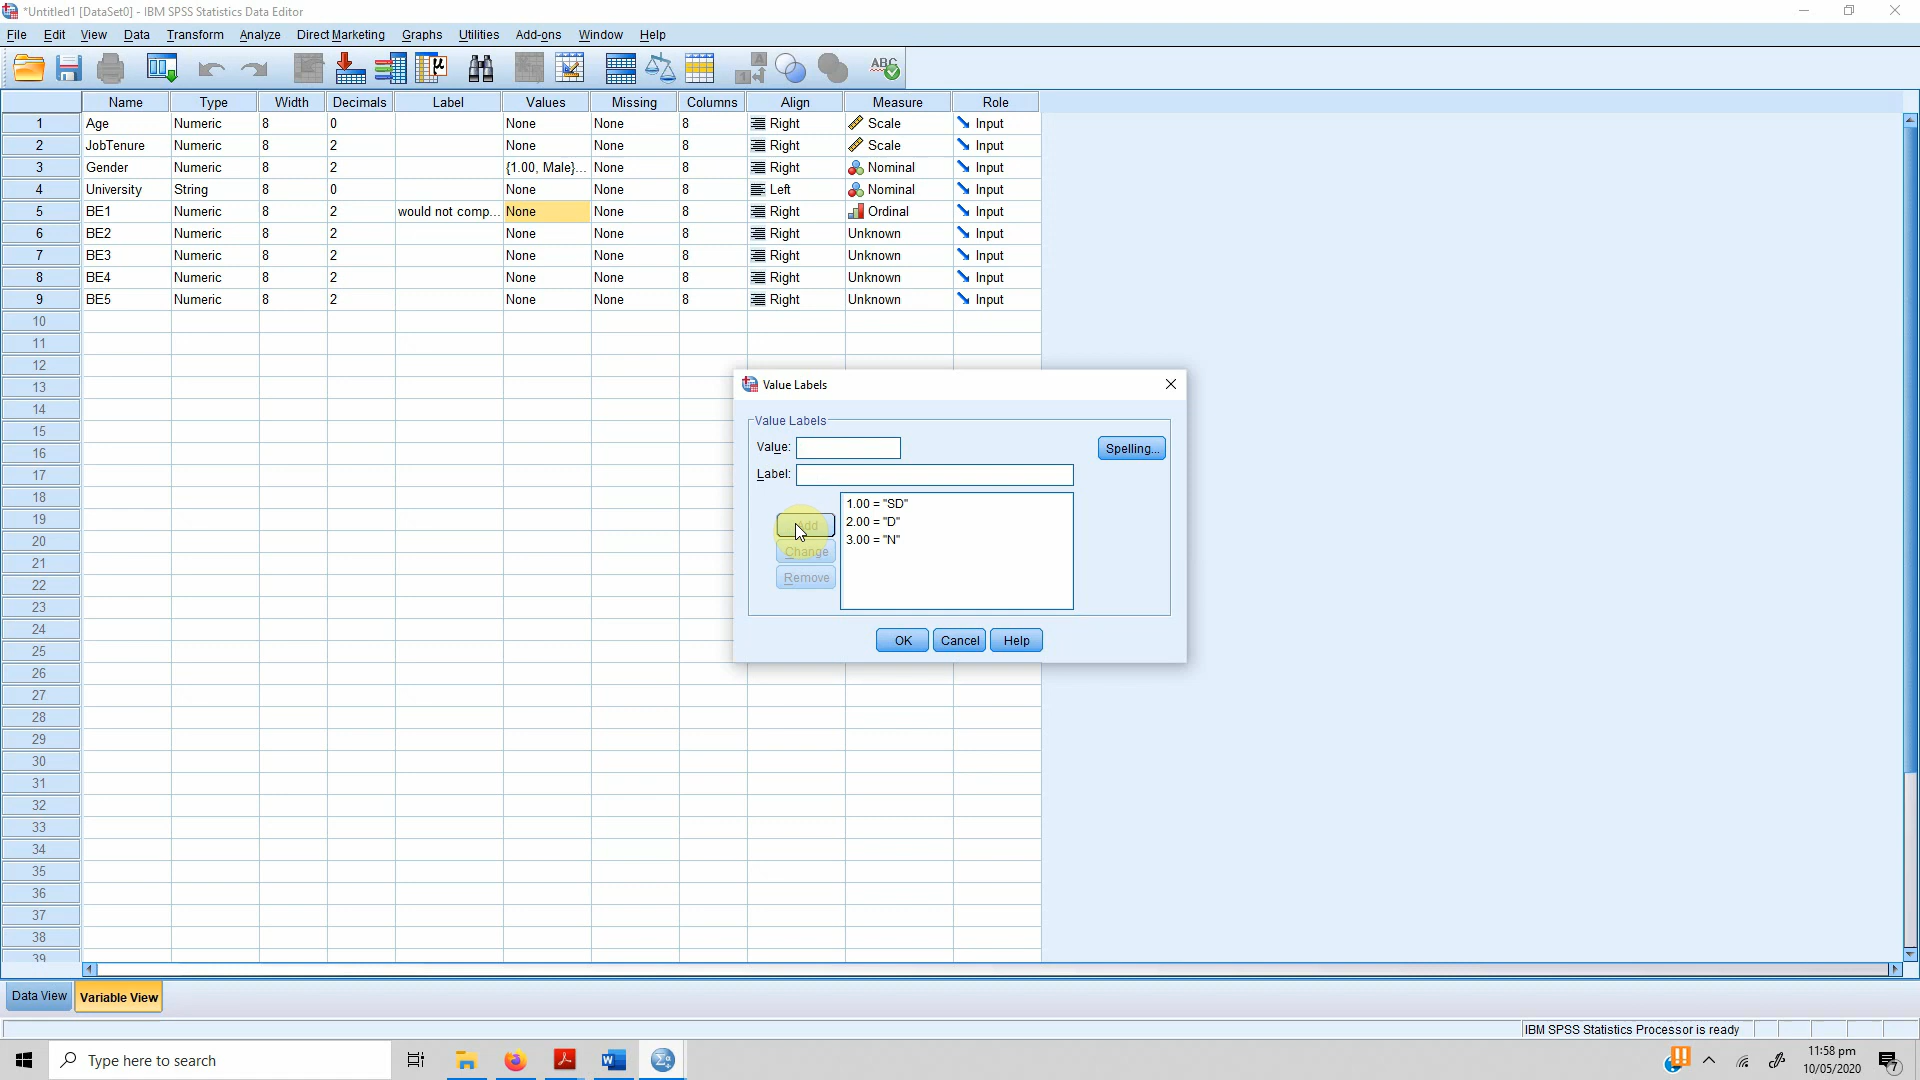 *Untitled1 [DataSet0] - IBM SPSS Statistics Data Editor
File Edit View Data Transform Analyze Direct Marketing Graphs Utilities Add-ons Window Help
Name Type Width Decimals Label Values Missing Columns Align Measure Role
1 Age Numeric 8 0 None None 8 Right Scale Input
2 JobTenure Numeric 8 2 None None 8 Right Scale Input
3 Gender Numeric 8 2 {1.00, Male}... None 8 Right Nominal Input
4 University String 8 0 None None 8 Left Nominal Input
5 BE1 Numeric 8 2 would not comp... None None 8 Right Ordinal Input
6 BE2 Numeric 8 2 None None 8 Right Unknown Input
7 BE3 Numeric 8 2 None None 8 Right Unknown Input
8 BE4 Numeric 8 2 None None 8 Right Unknown Input
9 BE5 Numeric 8 2 None None 8 Right Unknown Input
10
11
12
13
14
15
16
17
18
19
20
21
22
23
24
25
26
27
28
29
30
31
32
33
34
35
36
37
38
39
Value Labels
Value Labels
Value:
Spelling...
Label:
1.00 = "SD"
2.00 = "D"
3.00 = "N"
Add
Change
Remove
OK Cancel Help
Data View Variable View
IBM SPSS Statistics Processor is ready
Type here to search
11:58 pm
10/05/2020
7